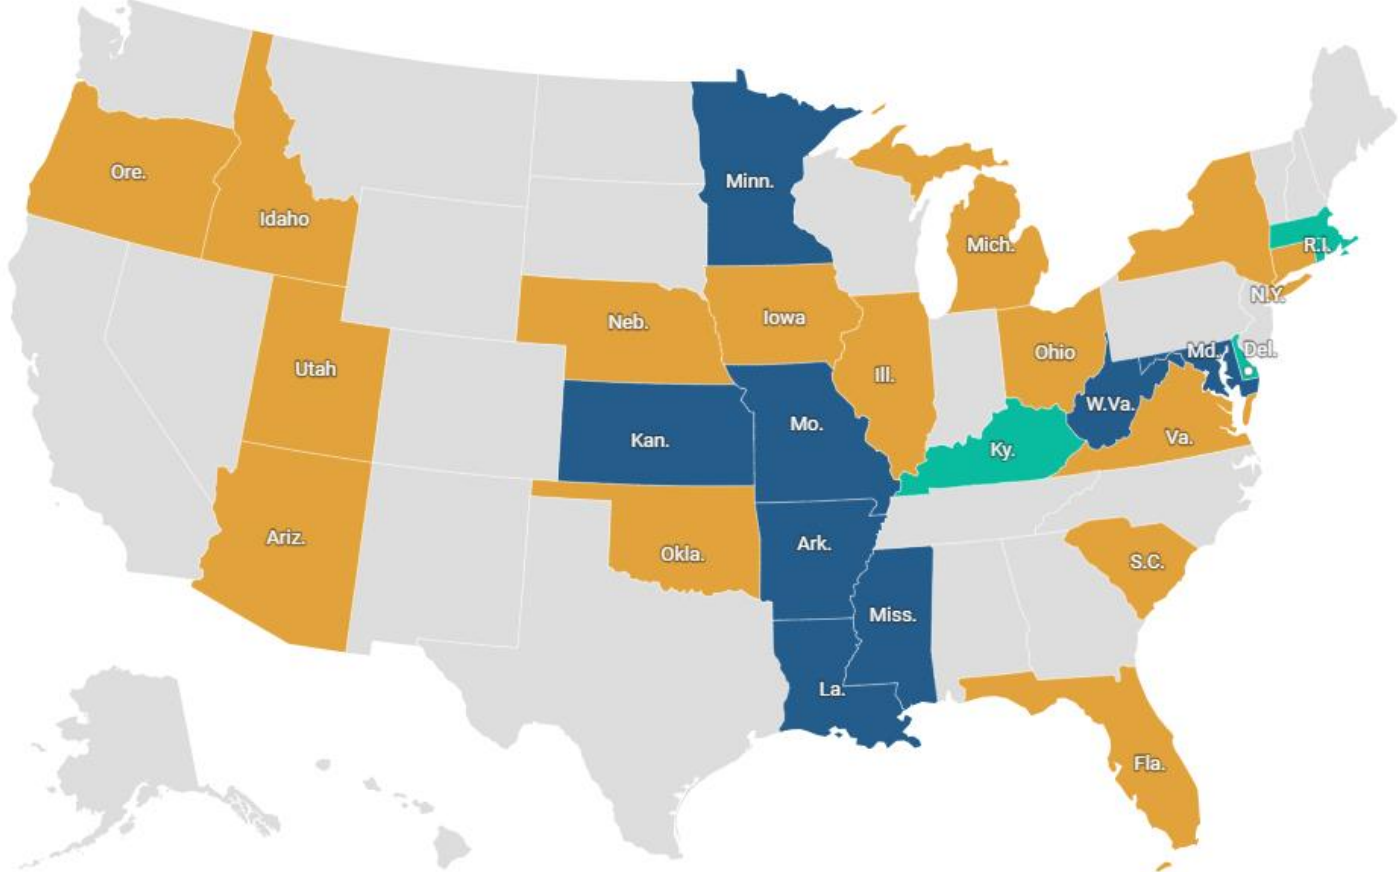 Ore.
Idaho
Minn.
Mich.
R.I.
N.Y.
Neb.
Iowa
Utah
Ill.
Ohio
Md.
Del.
W.Va.
Kan.
Mo.
Ky.
Va.
Ariz.
Okla.
Ark.
S.C.
Miss.
La.
Fla.